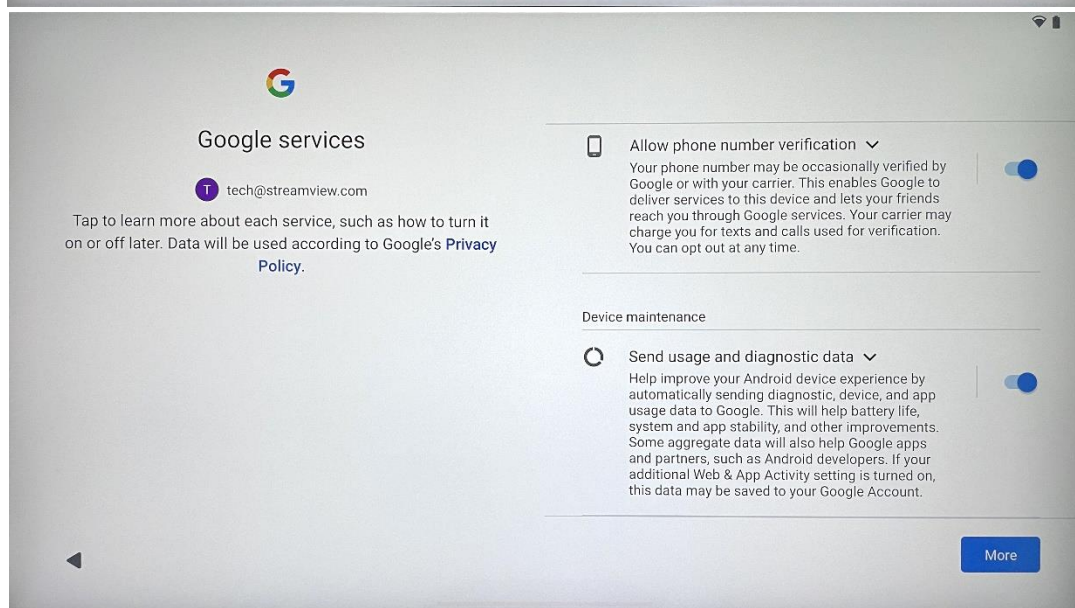 Google services
T tech@streamview.com
Tap to learn more about each service, such as how to turn it
on or off later. Data will be used according to Google's Privacy
Policy.
Allow phone number verification
Your phone number may be occasionally verified by
Google or with your carrier. This enables Google to
deliver services to this device and lets your friends
reach you through Google services. Your carrier may
charge you for texts and calls used for verification.
You can opt out at any time.
Device maintenance
Send usage and diagnostic data
Help improve your Android device experience by
automatically sending diagnostic, device, and app
usage data to Google. This will help battery life,
system and app stability, and other improvements.
Some aggregate data will also help Google apps
and partners, such as Android developers. If your
additional Web & App Activity setting is turned on,
this data may be saved to your Google Account.
More